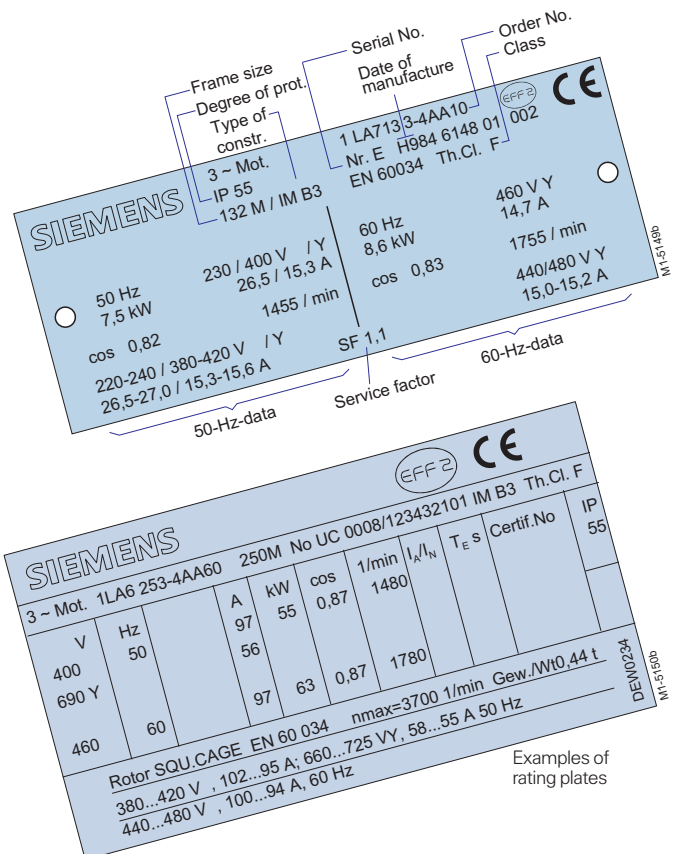 Serial No.
Order No.
Class
Date of
manufacture
Frame size
Degree of prot.
Type of
constr.
SIEMENS
3 ~ Mot.
IP 55
132 M / IM B3
1 LA713 3-4AA10
Nr. E H984 6148 01 002
EN 60034 Th.Cl. F
EFF 2
CE
50 Hz 230 / 400 V / Y
7,5 kW 26,5 / 15,3 A
cos 0,82 1455 / min
220-240 / 380-420 V / Y
26,5-27,0 / 15,3-15,6 A
SF 1,1
60 Hz 460 V Y
8,6 kW 14,7 A
cos 0,83 1755 / min
440/480 V Y
15,0-15,2 A
M1-5149b
50-Hz-data
Service factor
60-Hz-data
SIEMENS
EFF 2
CE
3 ~ Mot. 1LA6 253-4AA60 250M No UC 0008/123432101 IM B3 Th.Cl. F
V Hz A kW cos 1/min IA/IN TE s Certif.No IP
400 50 97 55 0,87 1480 55
690 Y 56
460 60 97 63 0,87 1780
Rotor SQU.CAGE EN 60 034 nmax=3700 1/min Gew./Wt0,44 t
380...420 V , 102...95 A; 660...725 VY, 58...55 A 50 Hz
440...480 V , 100...94 A, 60 Hz
DEW0234
M1-5150b
Examples of
rating plates